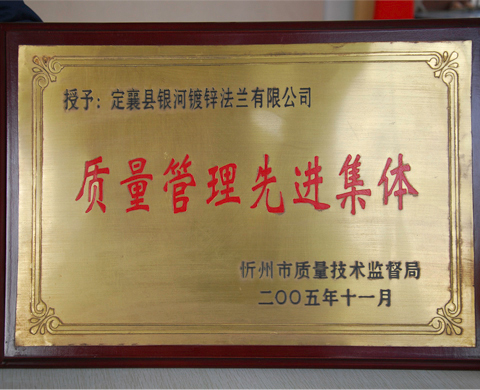 授予：定襄县银河镀锌法兰有限公司
质量管理先进集体
忻州市质量技术监督局
二〇〇五年十一月